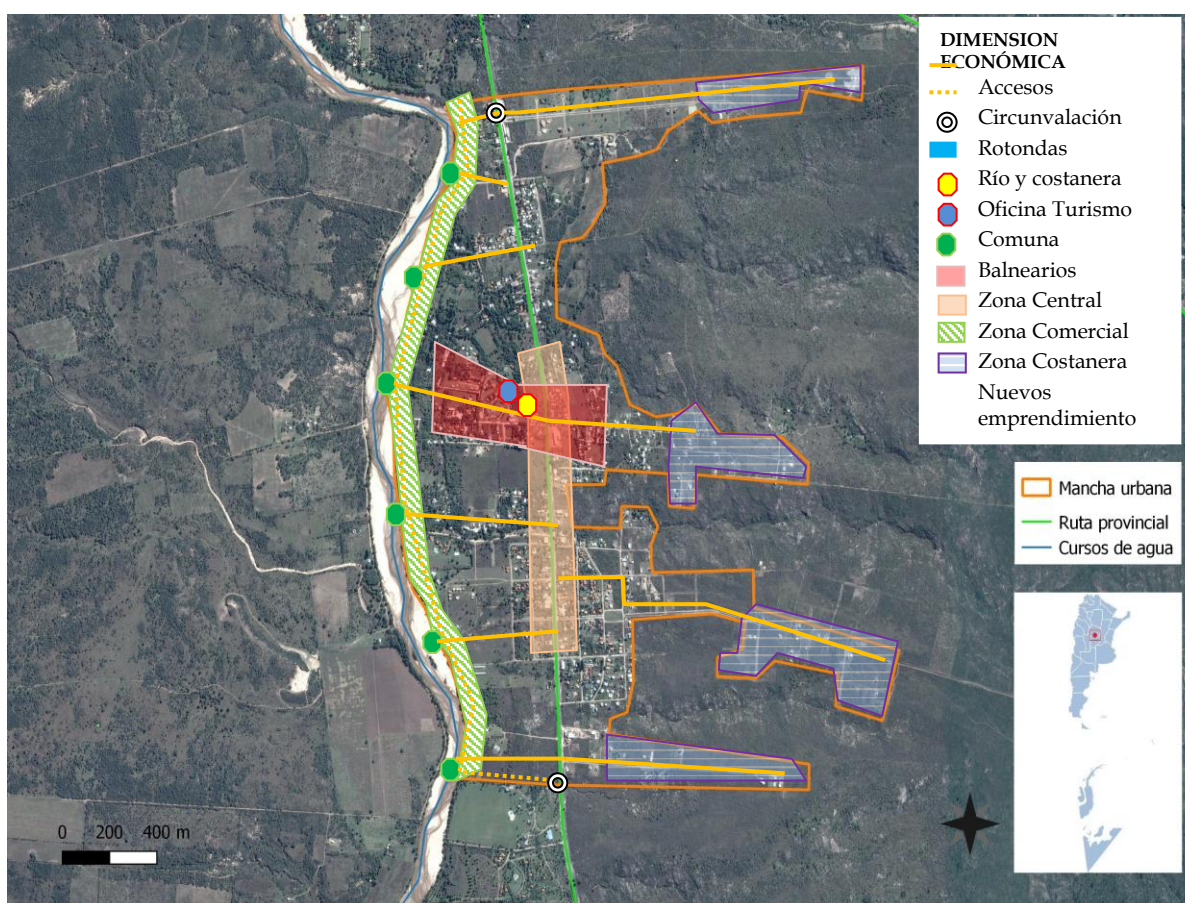 DIMENSION
ECONÓMICA
Accesos
Circunvalación
Rotondas
Río y costanera
Oficina Turismo
Comuna
Balnearios
Zona Central
Zona Comercial
Zona Costanera
Nuevos
emprendimiento
Mancha urbana
Ruta provincial
Cursos de agua
0 200 400 m